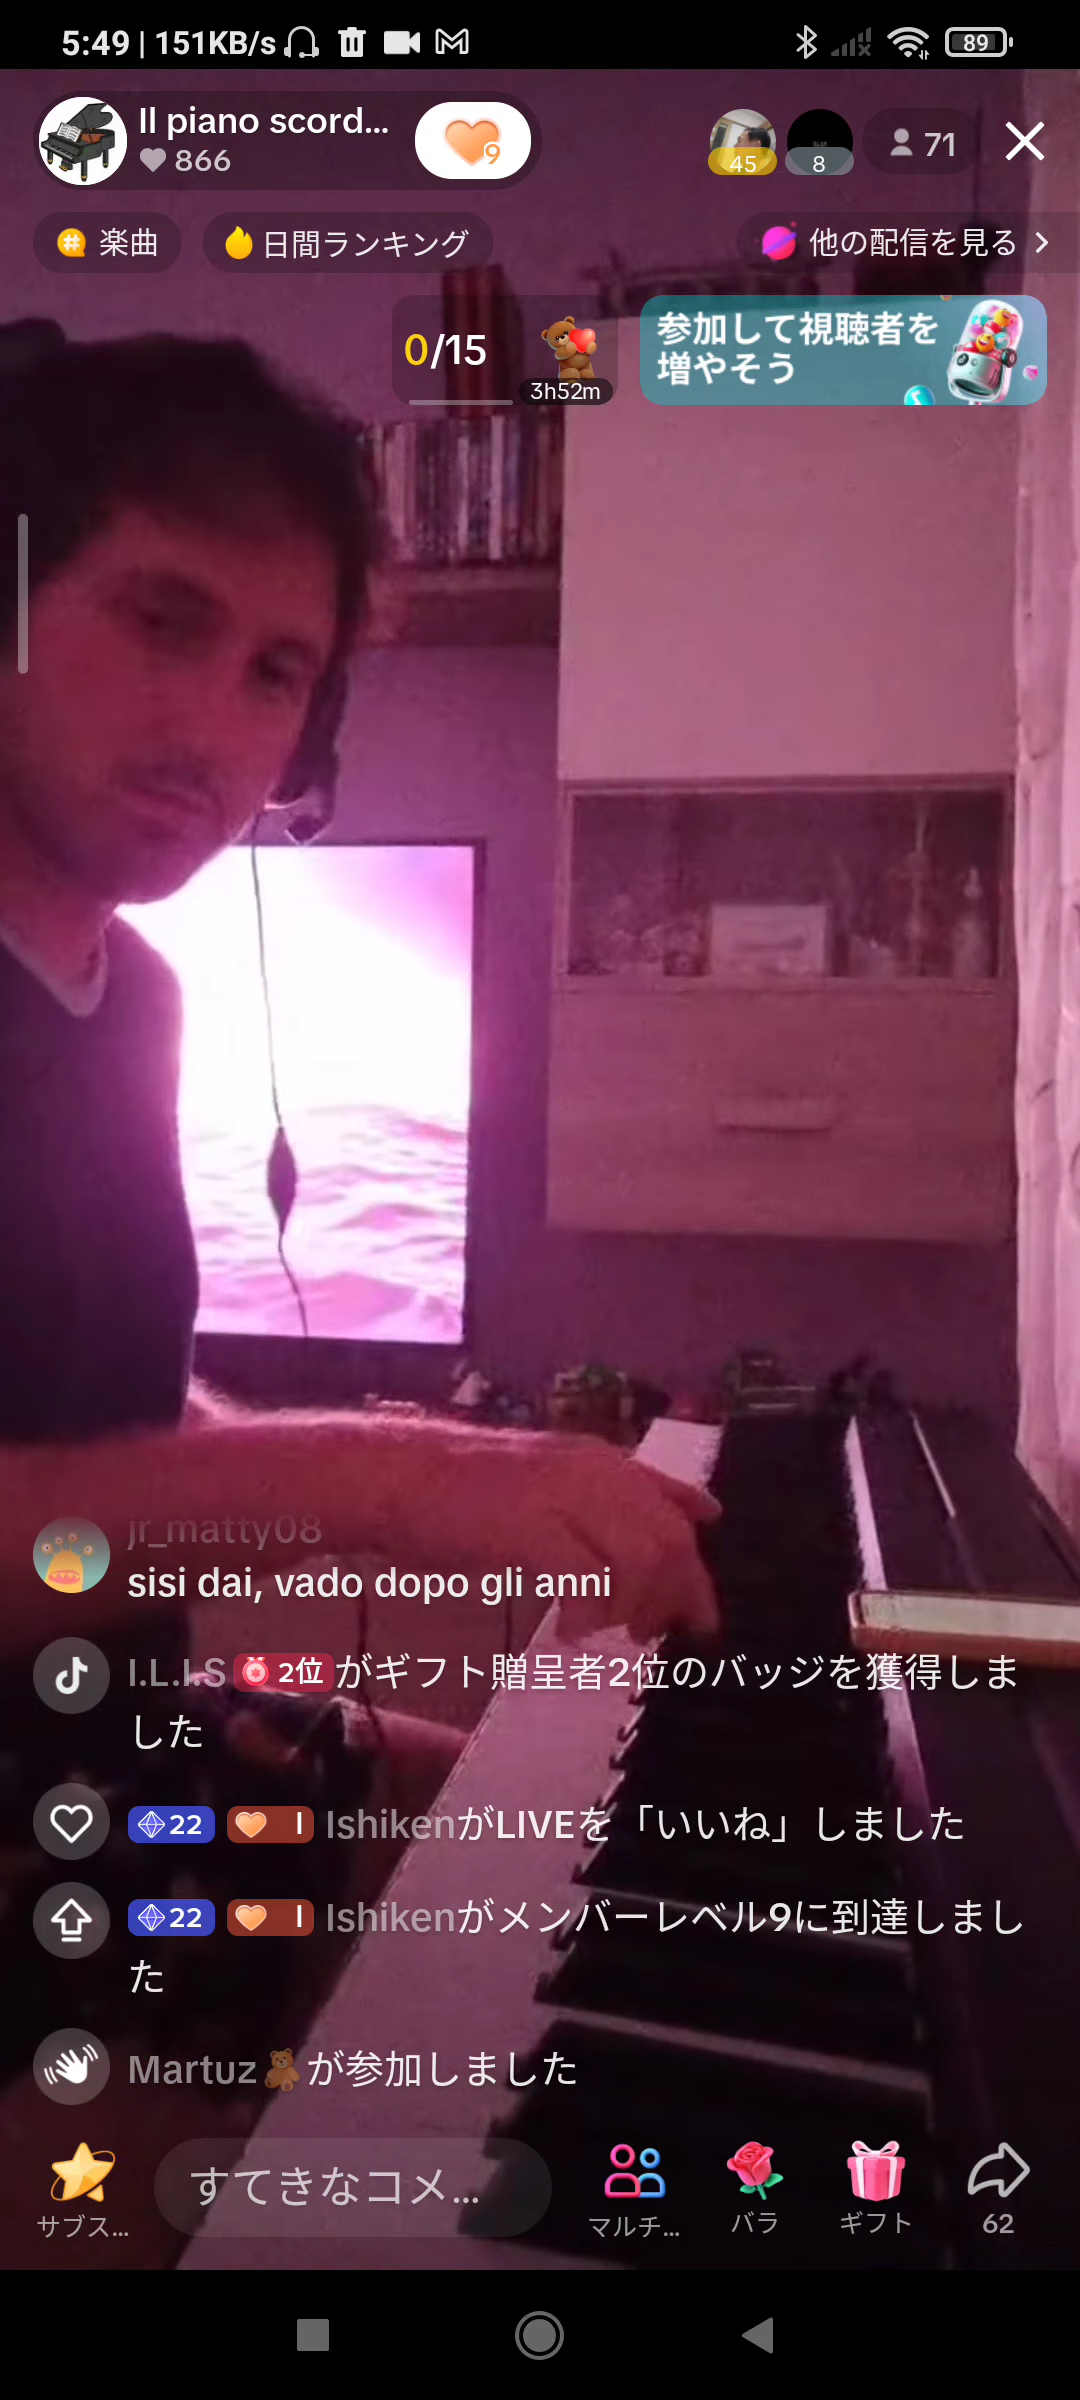 5:49 | 151KB/s
89
Il piano scord...
866
9
45
8
71
楽曲
日間ランキング
他の配信を見る
0/15
3h52m
参加して視聴者を
増やそう
jr_matty08
sisi dai, vado dopo gli anni
I.L.I.S 2位がギフト贈呈者2位のバッジを獲得しま
した
22 I IshikenがLIVEを「いいね」しました
22 I Ishikenがメンバーレベル9に到達しまし
た
Martuzが参加しました
すてきなコメ...
サブス...
マルチ...
バラ
ギフト
62